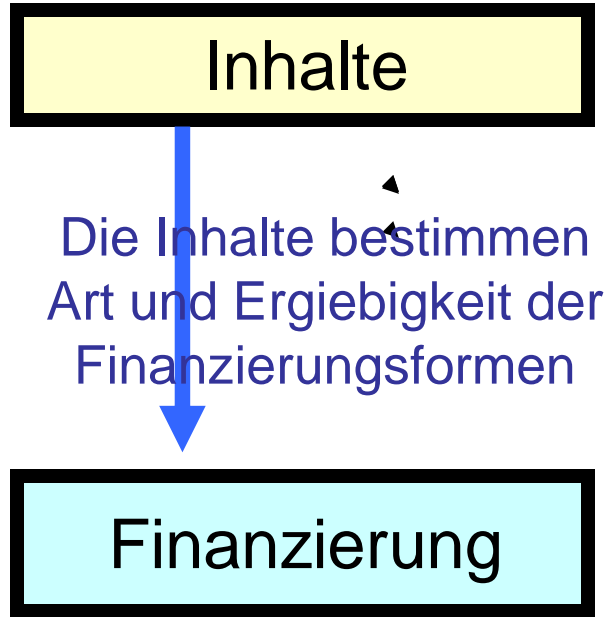 Inhalte
Die Inhalte bestimmen
Art und Ergiebigkeit der
Finanzierungsformen
Finanzierung